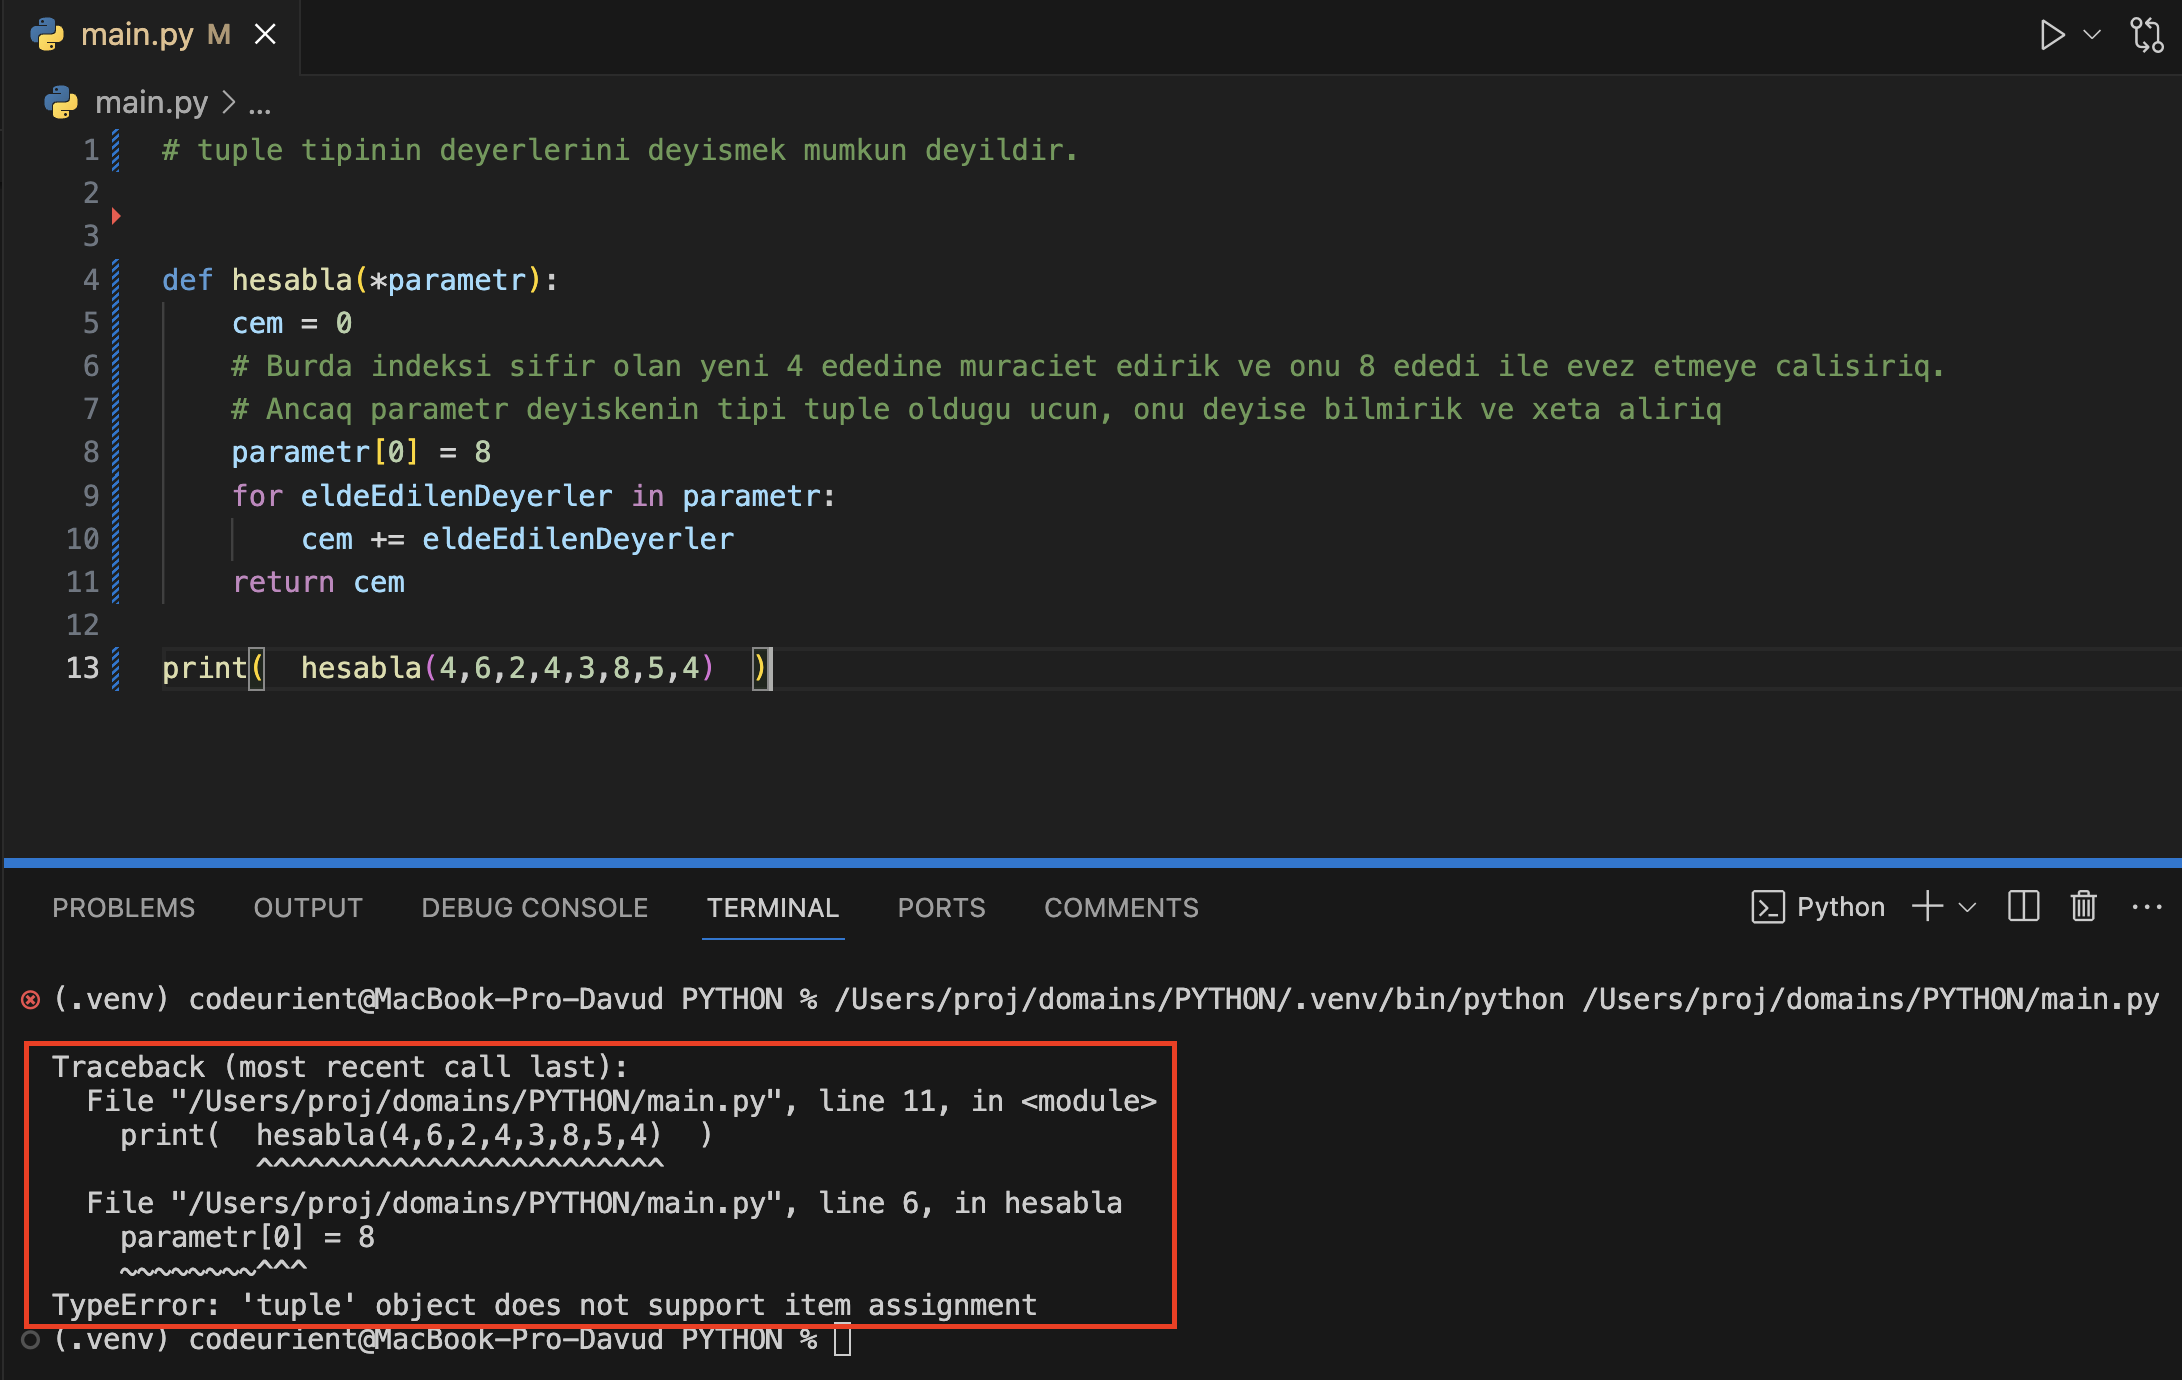 main.py M
main.py > ...
1 # tuple tipinin deyerlerini deyismek mumkun deyildir.
2
3
4 def hesabla(*parametr):
5     cem = 0
6     # Burda indeksi sifir olan yeni 4 ededine muraciet edirik ve onu 8 ededi ile evez etmeye calisiriq.
7     # Ancaq parametr deyiskenin tipi tuple oldugu ucun, onu deyise bilmirik ve xeta aliriq
8     parametr[0] = 8
9     for eldeEdilenDeyerler in parametr:
10         cem += eldeEdilenDeyerler
11     return cem
12
13 print(  hesabla(4,6,2,4,3,8,5,4)  )
PROBLEMS OUTPUT DEBUG CONSOLE TERMINAL PORTS COMMENTS Python
(.venv) codeurient@MacBook-Pro-Davud PYTHON % /Users/proj/domains/PYTHON/.venv/bin/python /Users/proj/domains/PYTHON/main.py
Traceback (most recent call last):
  File "/Users/proj/domains/PYTHON/main.py", line 11, in <module>
    print(  hesabla(4,6,2,4,3,8,5,4)  )
            ^^^^^^^^^^^^^^^^^^^^^^^^
  File "/Users/proj/domains/PYTHON/main.py", line 6, in hesabla
    parametr[0] = 8
    ~~~~~~~~^^^
TypeError: 'tuple' object does not support item assignment
(.venv) codeurient@MacBook-Pro-Davud PYTHON %